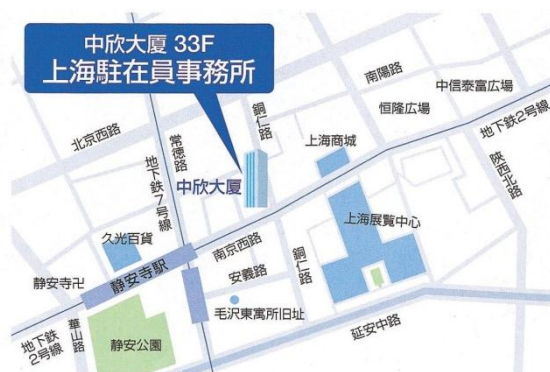 中欣大厦 33F
上海駐在員事務所
南陽路
中信泰富広場
銅仁路
恒隆広場
地下鉄2号線
北京西路
常徳路
上海商城
陝西北路
地下鉄7号線
中欣大厦
上海展覧中心
久光百貨
南京西路
静安寺駅
安義路
銅仁路
静安寺卍
毛沢東寓所旧址
延安中路
地下鉄
2号線
華山路
静安公園